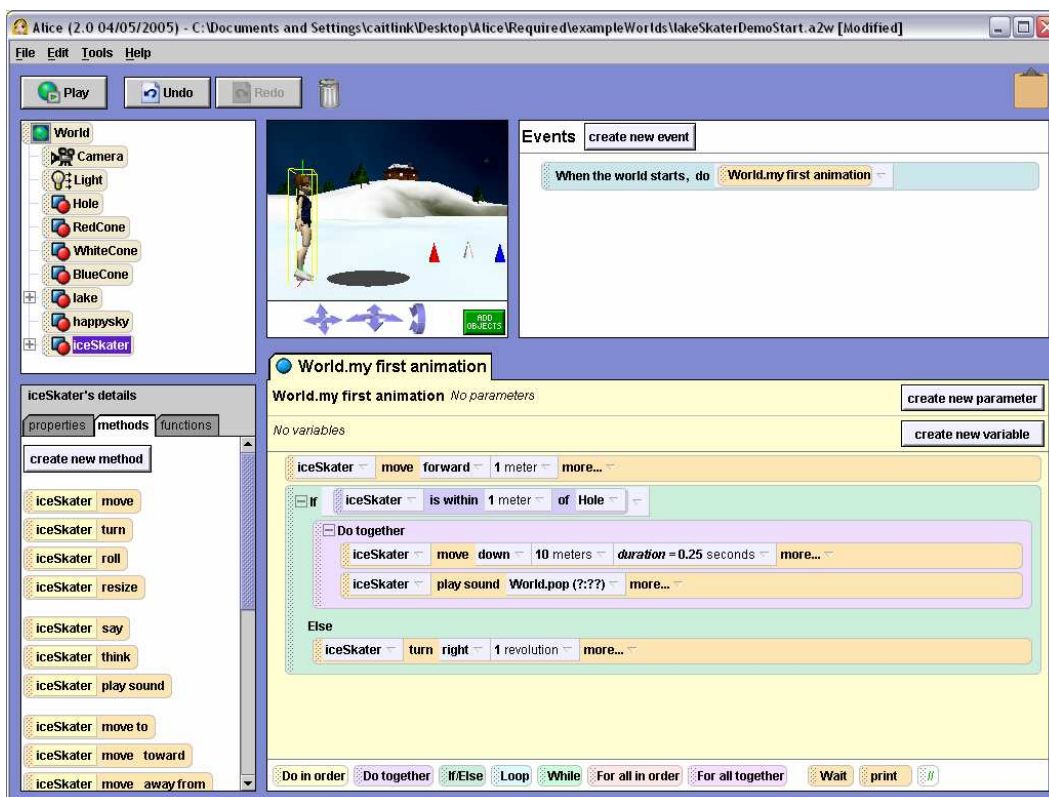 Alice (2.0 04/05/2005) - C:\Documents and Settings\caitlink\Desktop\Alice\Required\exampleWorlds\lakeSkaterDemoStart.a2w [Modified]
File Edit Tools Help
Play Undo Redo
World
Camera
Light
Hole
RedCone
WhiteCone
BlueCone
lake
happysky
iceSkater
ADD OBJECTS
Events create new event
When the world starts, do World.my first animation
iceSkater's details
properties methods functions
create new method
iceSkater move
iceSkater turn
iceSkater roll
iceSkater resize
iceSkater say
iceSkater think
iceSkater play sound
iceSkater move to
iceSkater move toward
iceSkater move away from
World.my first animation
World.my first animation No parameters create new parameter
No variables create new variable
iceSkater move forward 1 meter more...
If iceSkater is within 1 meter of Hole
Do together
iceSkater move down 10 meters duration = 0.25 seconds more...
iceSkater play sound World.pop (?:??) more...
Else
iceSkater turn right 1 revolution more...
Do in order Do together If/Else Loop While For all in order For all together Wait print //